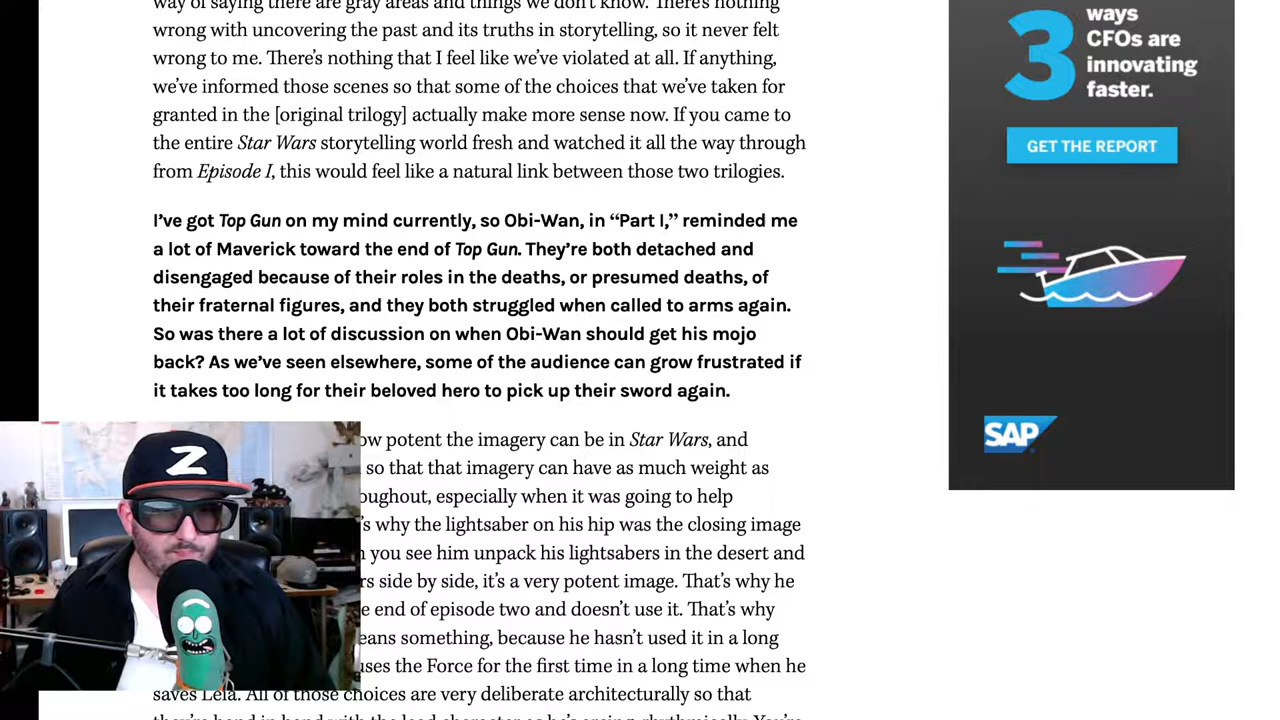 way of saying there are gray areas and things we don't know. There's nothing
wrong with uncovering the past and its truths in storytelling, so it never felt
wrong to me. There's nothing that I feel like we've violated at all. If anything,
we've informed those scenes so that some of the choices that we've taken for
granted in the [original trilogy] actually make more sense now. If you came to
the entire Star Wars storytelling world fresh and watched it all the way through
from Episode I, this would feel like a natural link between those two trilogies.
I've got Top Gun on my mind currently, so Obi-Wan, in “Part I,” reminded me
a lot of Maverick toward the end of Top Gun. They're both detached and
disengaged because of their roles in the deaths, or presumed deaths, of
their fraternal figures, and they both struggled when called to arms again.
So was there a lot of discussion on when Obi-Wan should get his mojo
back? As we've seen elsewhere, some of the audience can grow frustrated if
it takes too long for their beloved hero to pick up their sword again.
ow potent the imagery can be in Star Wars, and
so that that imagery can have as much weight as
oughout, especially when it was going to help
's why the lightsaber on his hip was the closing image
you see him unpack his lightsabers in the desert and
rs side by side, it's a very potent image. That's why he
e end of episode two and doesn't use it. That's why
eans something, because he hasn't used it in a long
uses the Force for the first time in a long time when he
saves Leia. All of those choices are very deliberate architecturally so that
they're hand in hand with the lead character as he's arcing rhythmically. You're
3 ways
CFOs are
innovating
faster.
GET THE REPORT
SAP
Z